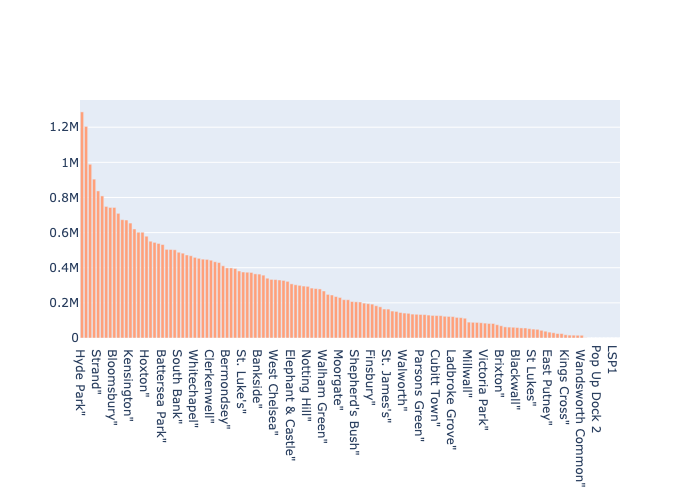 1.2M
1M
0.8M
0.6M
0.4M
0.2M
0
Hyde Park"
Strand"
Bloomsbury"
Kensington"
Hoxton"
Battersea Park"
South Bank"
Whitechapel"
Clerkenwell"
Bermondsey"
St. Luke's"
Bankside"
West Chelsea"
Elephant & Castle"
Notting Hill"
Walham Green"
Moorgate"
Shepherd's Bush"
Finsbury"
St. James's"
Walworth"
Parsons Green"
Cubitt Town"
Ladbroke Grove"
Millwall"
Victoria Park"
Brixton"
Blackwall"
St Lukes"
East Putney"
Kings Cross"
Wandsworth Common"
Pop Up Dock 2
LSP1